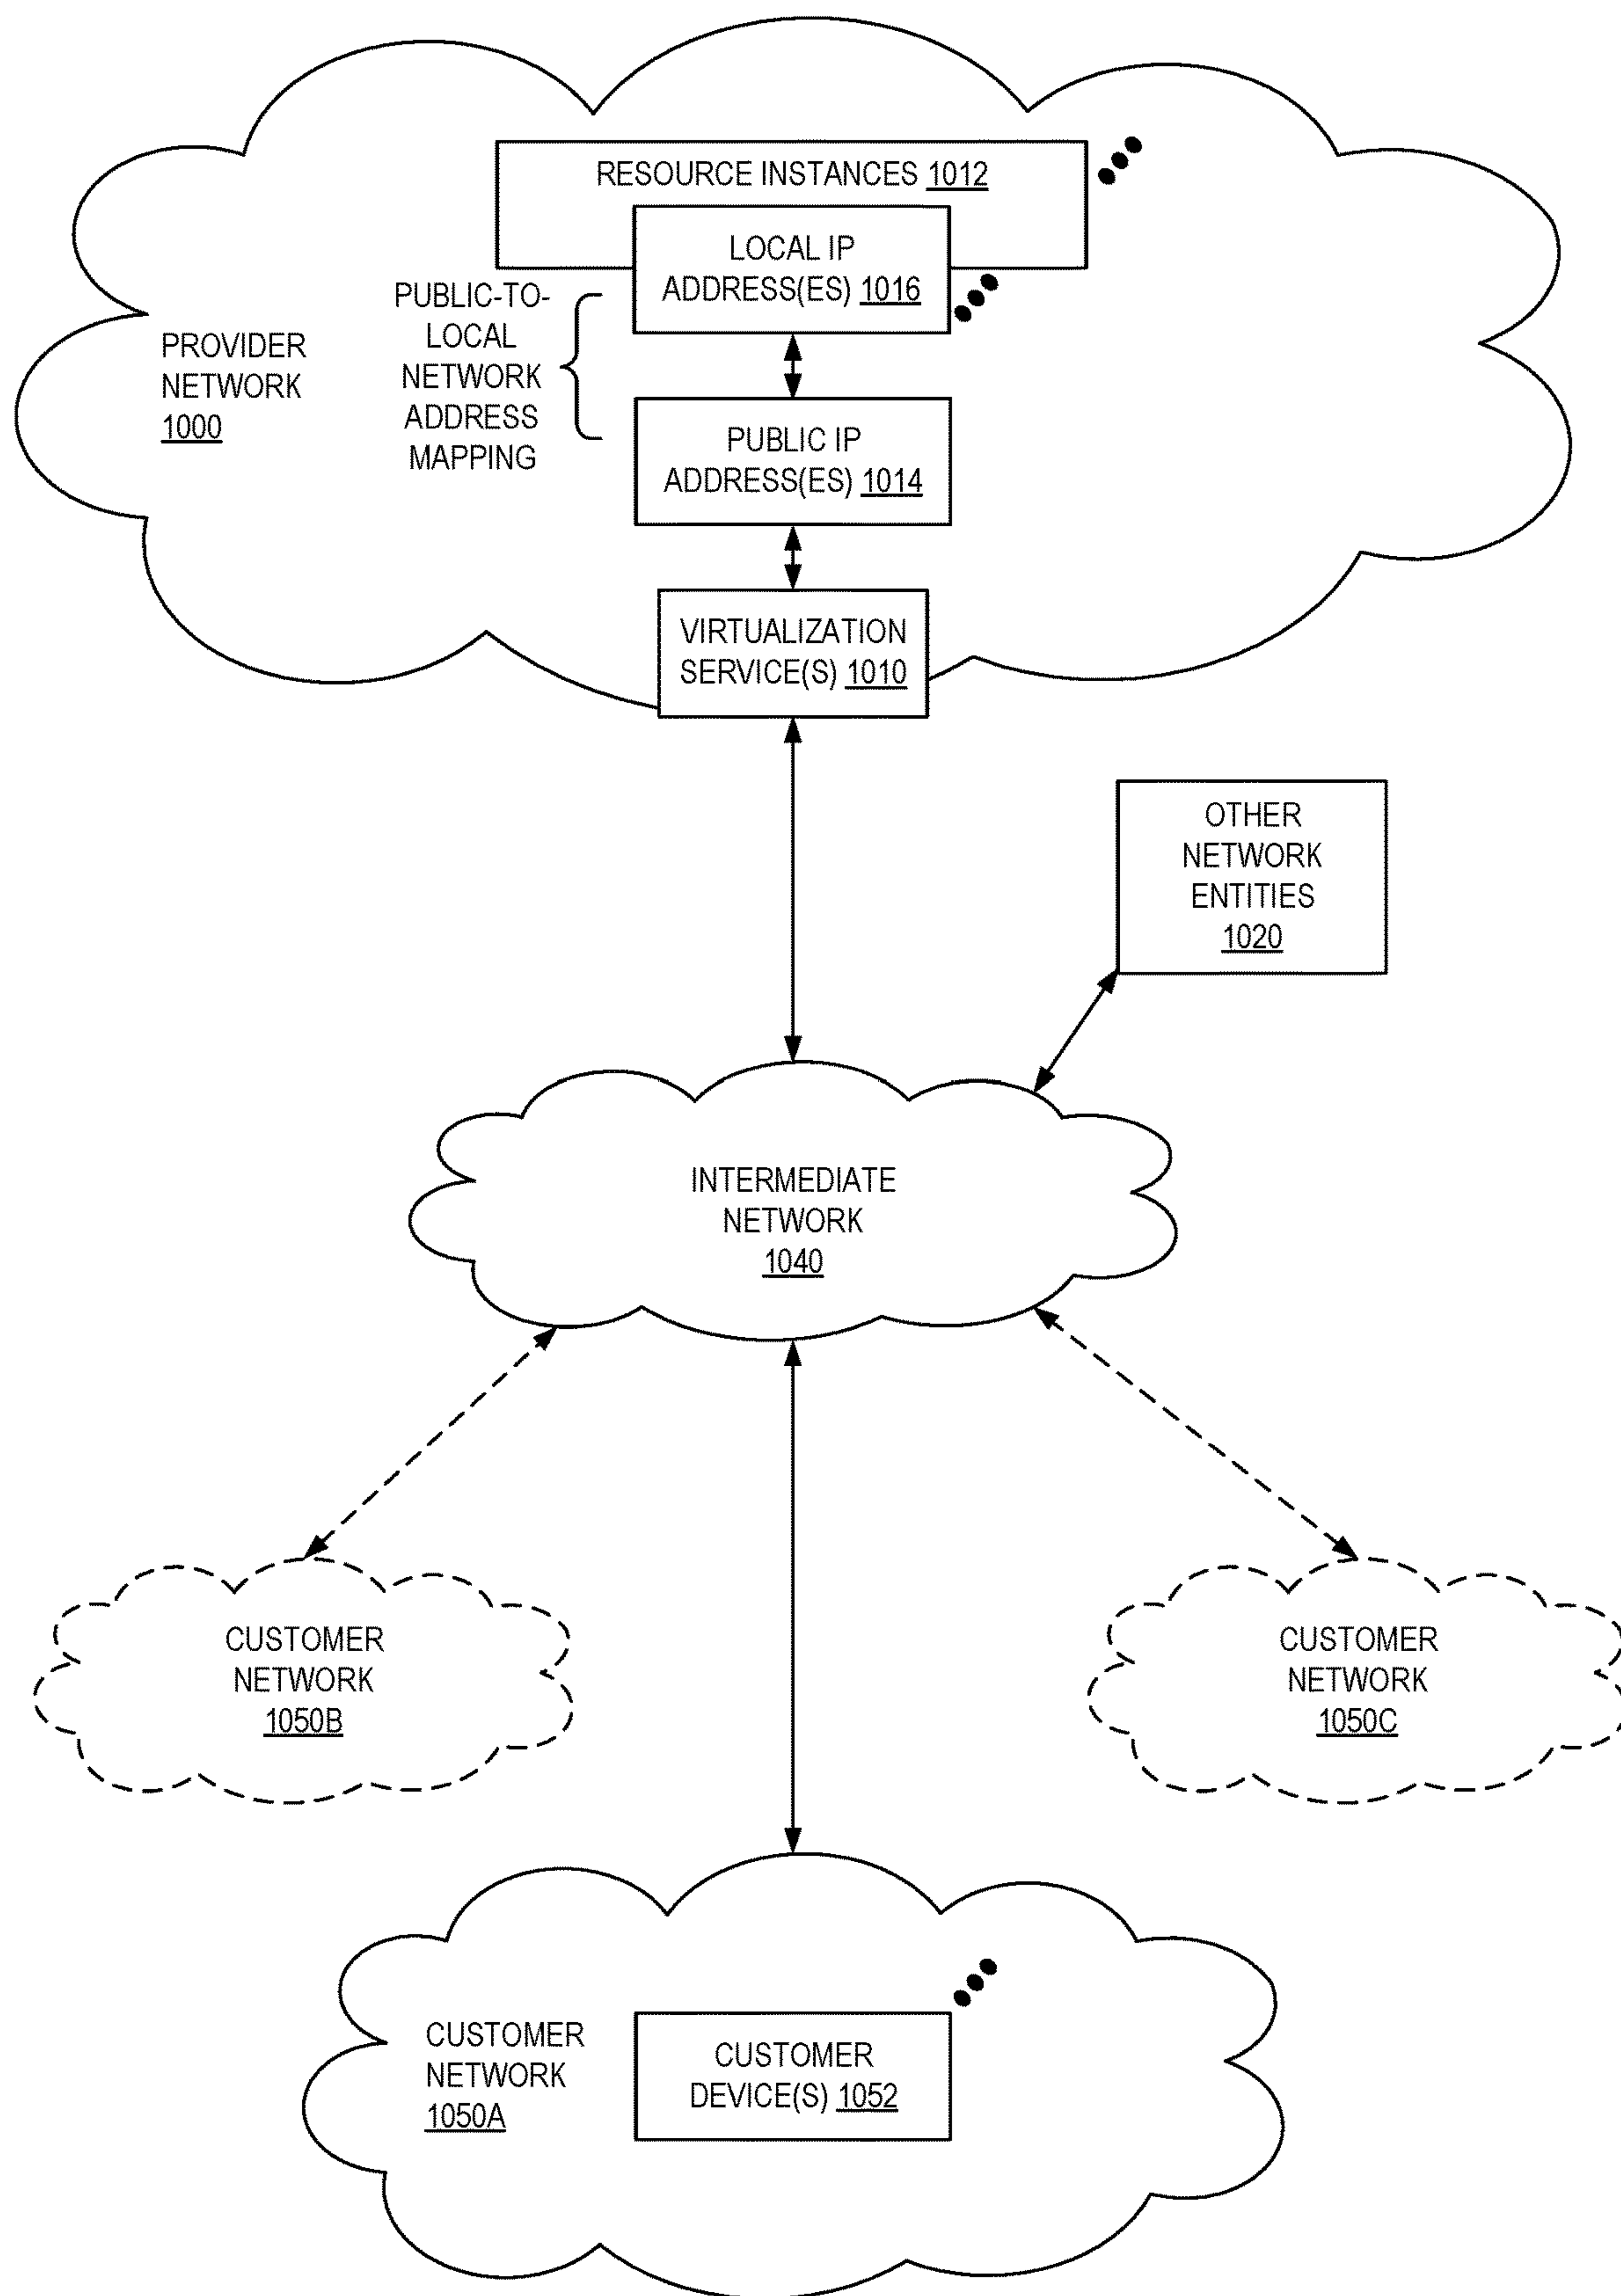 RESOURCE INSTANCES 1012
LOCAL IP
ADDRESS(ES) 1016
PUBLIC-TO-
LOCAL
NETWORK
ADDRESS
MAPPING
PROVIDER
NETWORK
1000
PUBLIC IP
ADDRESS(ES) 1014
VIRTUALIZATION
SERVICE(S) 1010
OTHER
NETWORK
ENTITIES
1020
INTERMEDIATE
NETWORK
1040
CUSTOMER
NETWORK
1050B
CUSTOMER
NETWORK
1050C
CUSTOMER
NETWORK
1050A
CUSTOMER
DEVICE(S) 1052